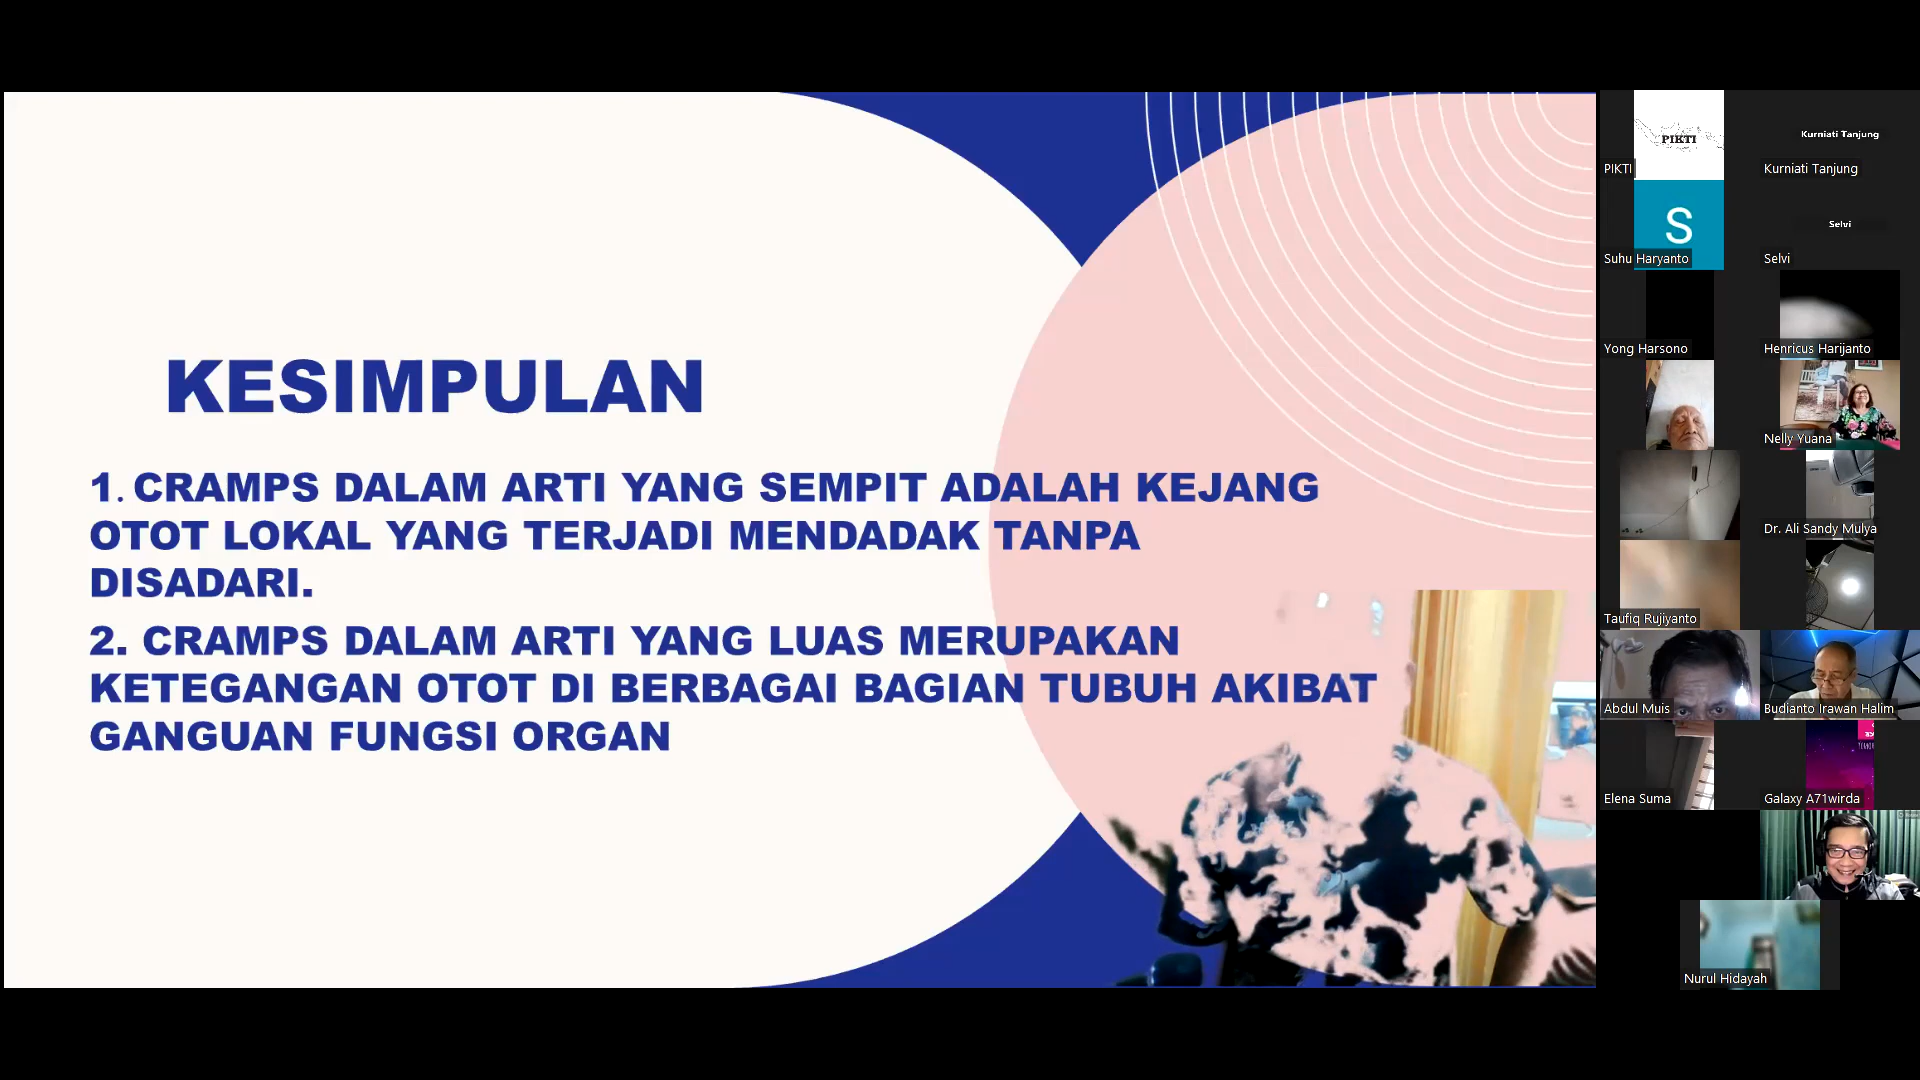 KESIMPULAN
1. CRAMPS DALAM ARTI YANG SEMPIT ADALAH KEJANG
OTOT LOKAL YANG TERJADI MENDADAK TANPA
DISADARI.
2. CRAMPS DALAM ARTI YANG LUAS MERUPAKAN
KETEGANGAN OTOT DI BERBAGAI BAGIAN TUBUH AKIBAT
GANGUAN FUNGSI ORGAN
PIKTI
PIKTI
Kurniati Tanjung
Kurniati Tanjung
S
Suhu Haryanto
Selvi
Selvi
Yong Harsono
Henricus Harijanto
Nelly Yuana
Dr. Ali Sandy Mulya
Taufiq Rujiyanto
Abdul Muis
Budianto Irawan Halim
Elena Suma
Galaxy A71wirda
Nurul Hidayah